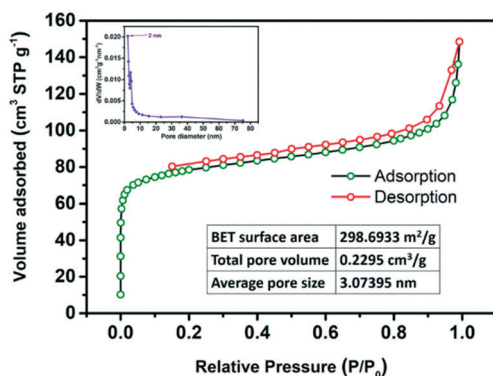 160
140
120
100
80
60
40
20
0
Volume adsorbed (cm³ STP g⁻¹)
0.020
0.015
0.010
0.005
0.000
dV/dW (cm³g⁻¹nm⁻¹)
2 nm
0 10 20 30 40 50 60 70 80
Pore diameter (nm)
Adsorption
Desorption
BET surface area 298.6933 m²/g
Total pore volume 0.2295 cm³/g
Average pore size 3.07395 nm
0.0 0.2 0.4 0.6 0.8 1.0
Relative Pressure (P/P₀)